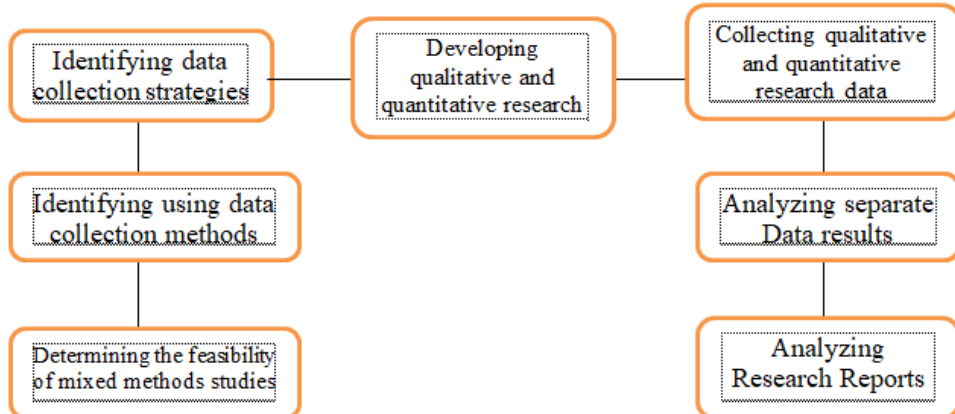 Identifying data
collection strategies
Developing
qualitative and
quantitative research
Collecting qualitative
and quantitative
research data
Identifying using data
collection methods
Analyzing separate
Data results
Determining the feasibility
of mixed methods studies
Analyzing
Research Reports